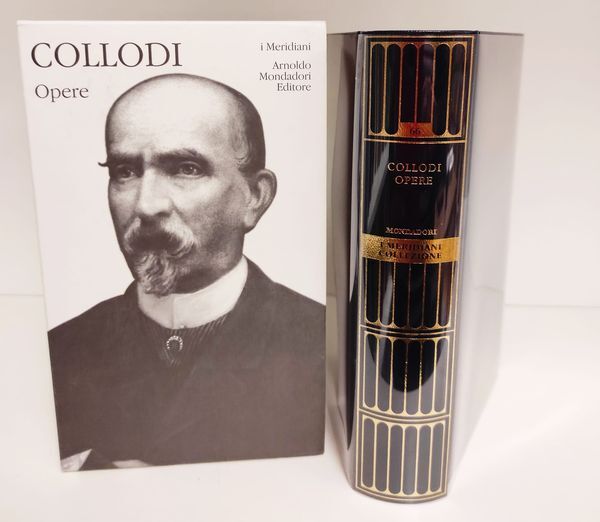 COLLODI
Opere
i Meridiani
Arnoldo
Mondadori
Editore
66
COLLODI
OPERE
MONDADORI
I MERIDIANI
COLLEZIONE